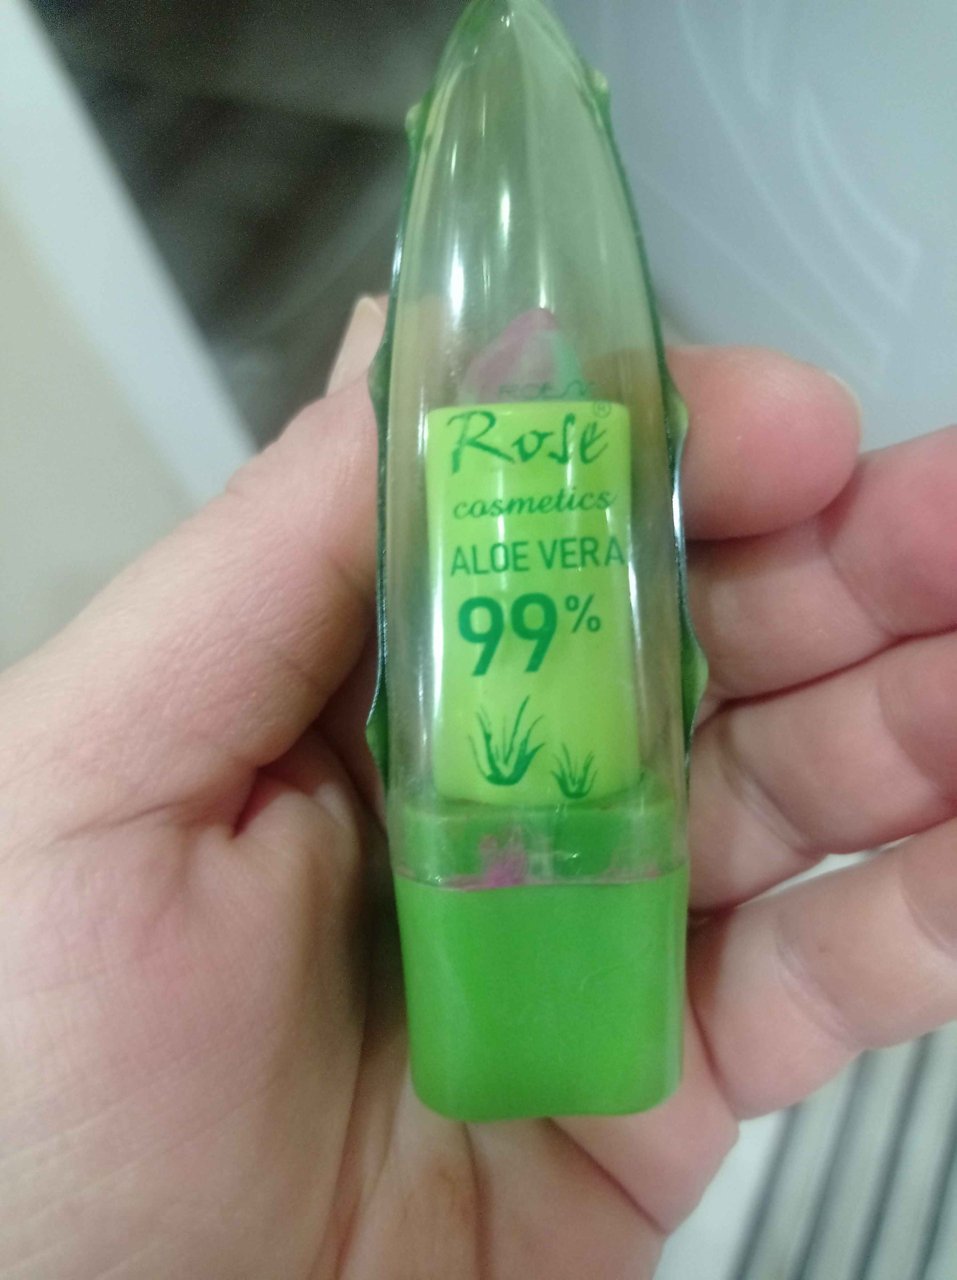 Rose®
cosmetics
ALOE VERA
99%